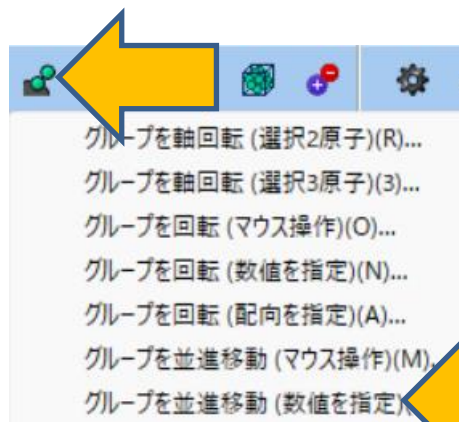 グループを軸回転 (選択2原子)(R)...
グループを軸回転 (選択3原子)(3)...
グループを回転 (マウス操作)(O)...
グループを回転 (数値を指定)(N)...
グループを回転 (配向を指定)(A)...
グループを並進移動 (マウス操作)(M)
グループを並進移動 (数値を指定)